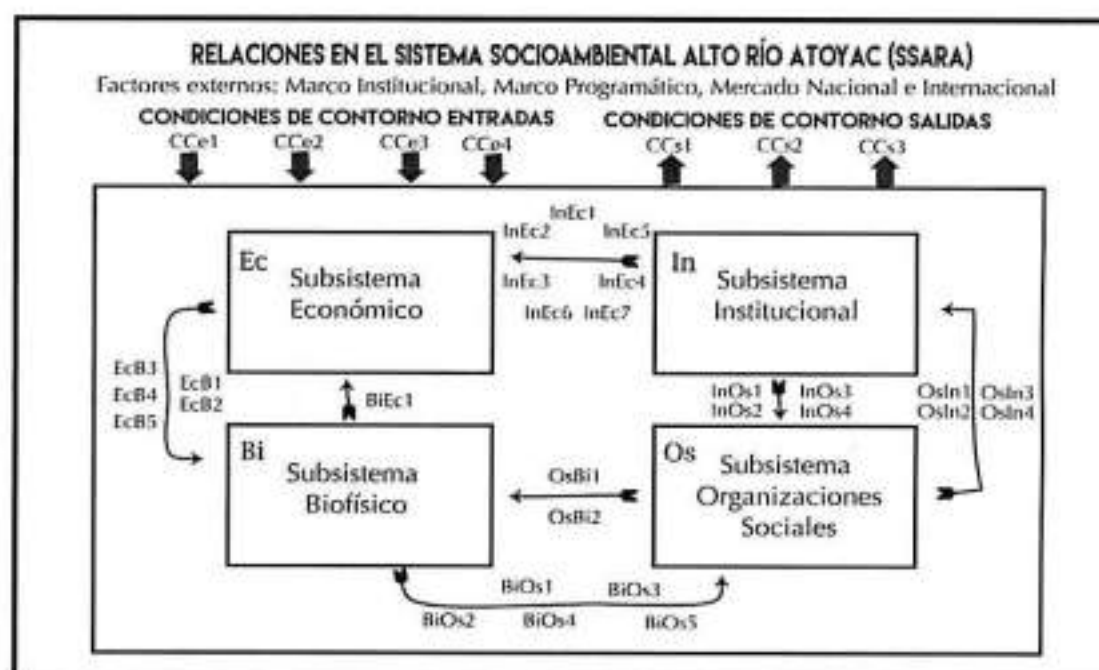 RELACIONES EN EL SISTEMA SOCIOAMBIENTAL ALTO RÍO ATOYAC (SSARA)
Factores externos: Marco Institucional, Marco Programático, Mercado Nacional e Internacional
CONDICIONES DE CONTORNO ENTRADAS CONDICIONES DE CONTORNO SALIDAS
CCe1 CCe2 CCe3 CCe4 CCs1 CCs2 CCs3
InEc1
InEc2 InEc5
Ec
Subsistema
Económico
In
Subsistema
Institucional
InEc3 InEc4
InEc6 InEc7
EcB3
EcB4
EcB5
EcB1
EcB2
BiEc1
InOs1 InOs3
InOs2 InOs4
OsIn1 OsIn3
OsIn2 OsIn4
Bi
Subsistema
Biofísico
OsBi1
OsBi2
Os
Subsistema
Organizaciones
Sociales
BiOs1 BiOs3
BiOs2 BiOs4 BiOs5